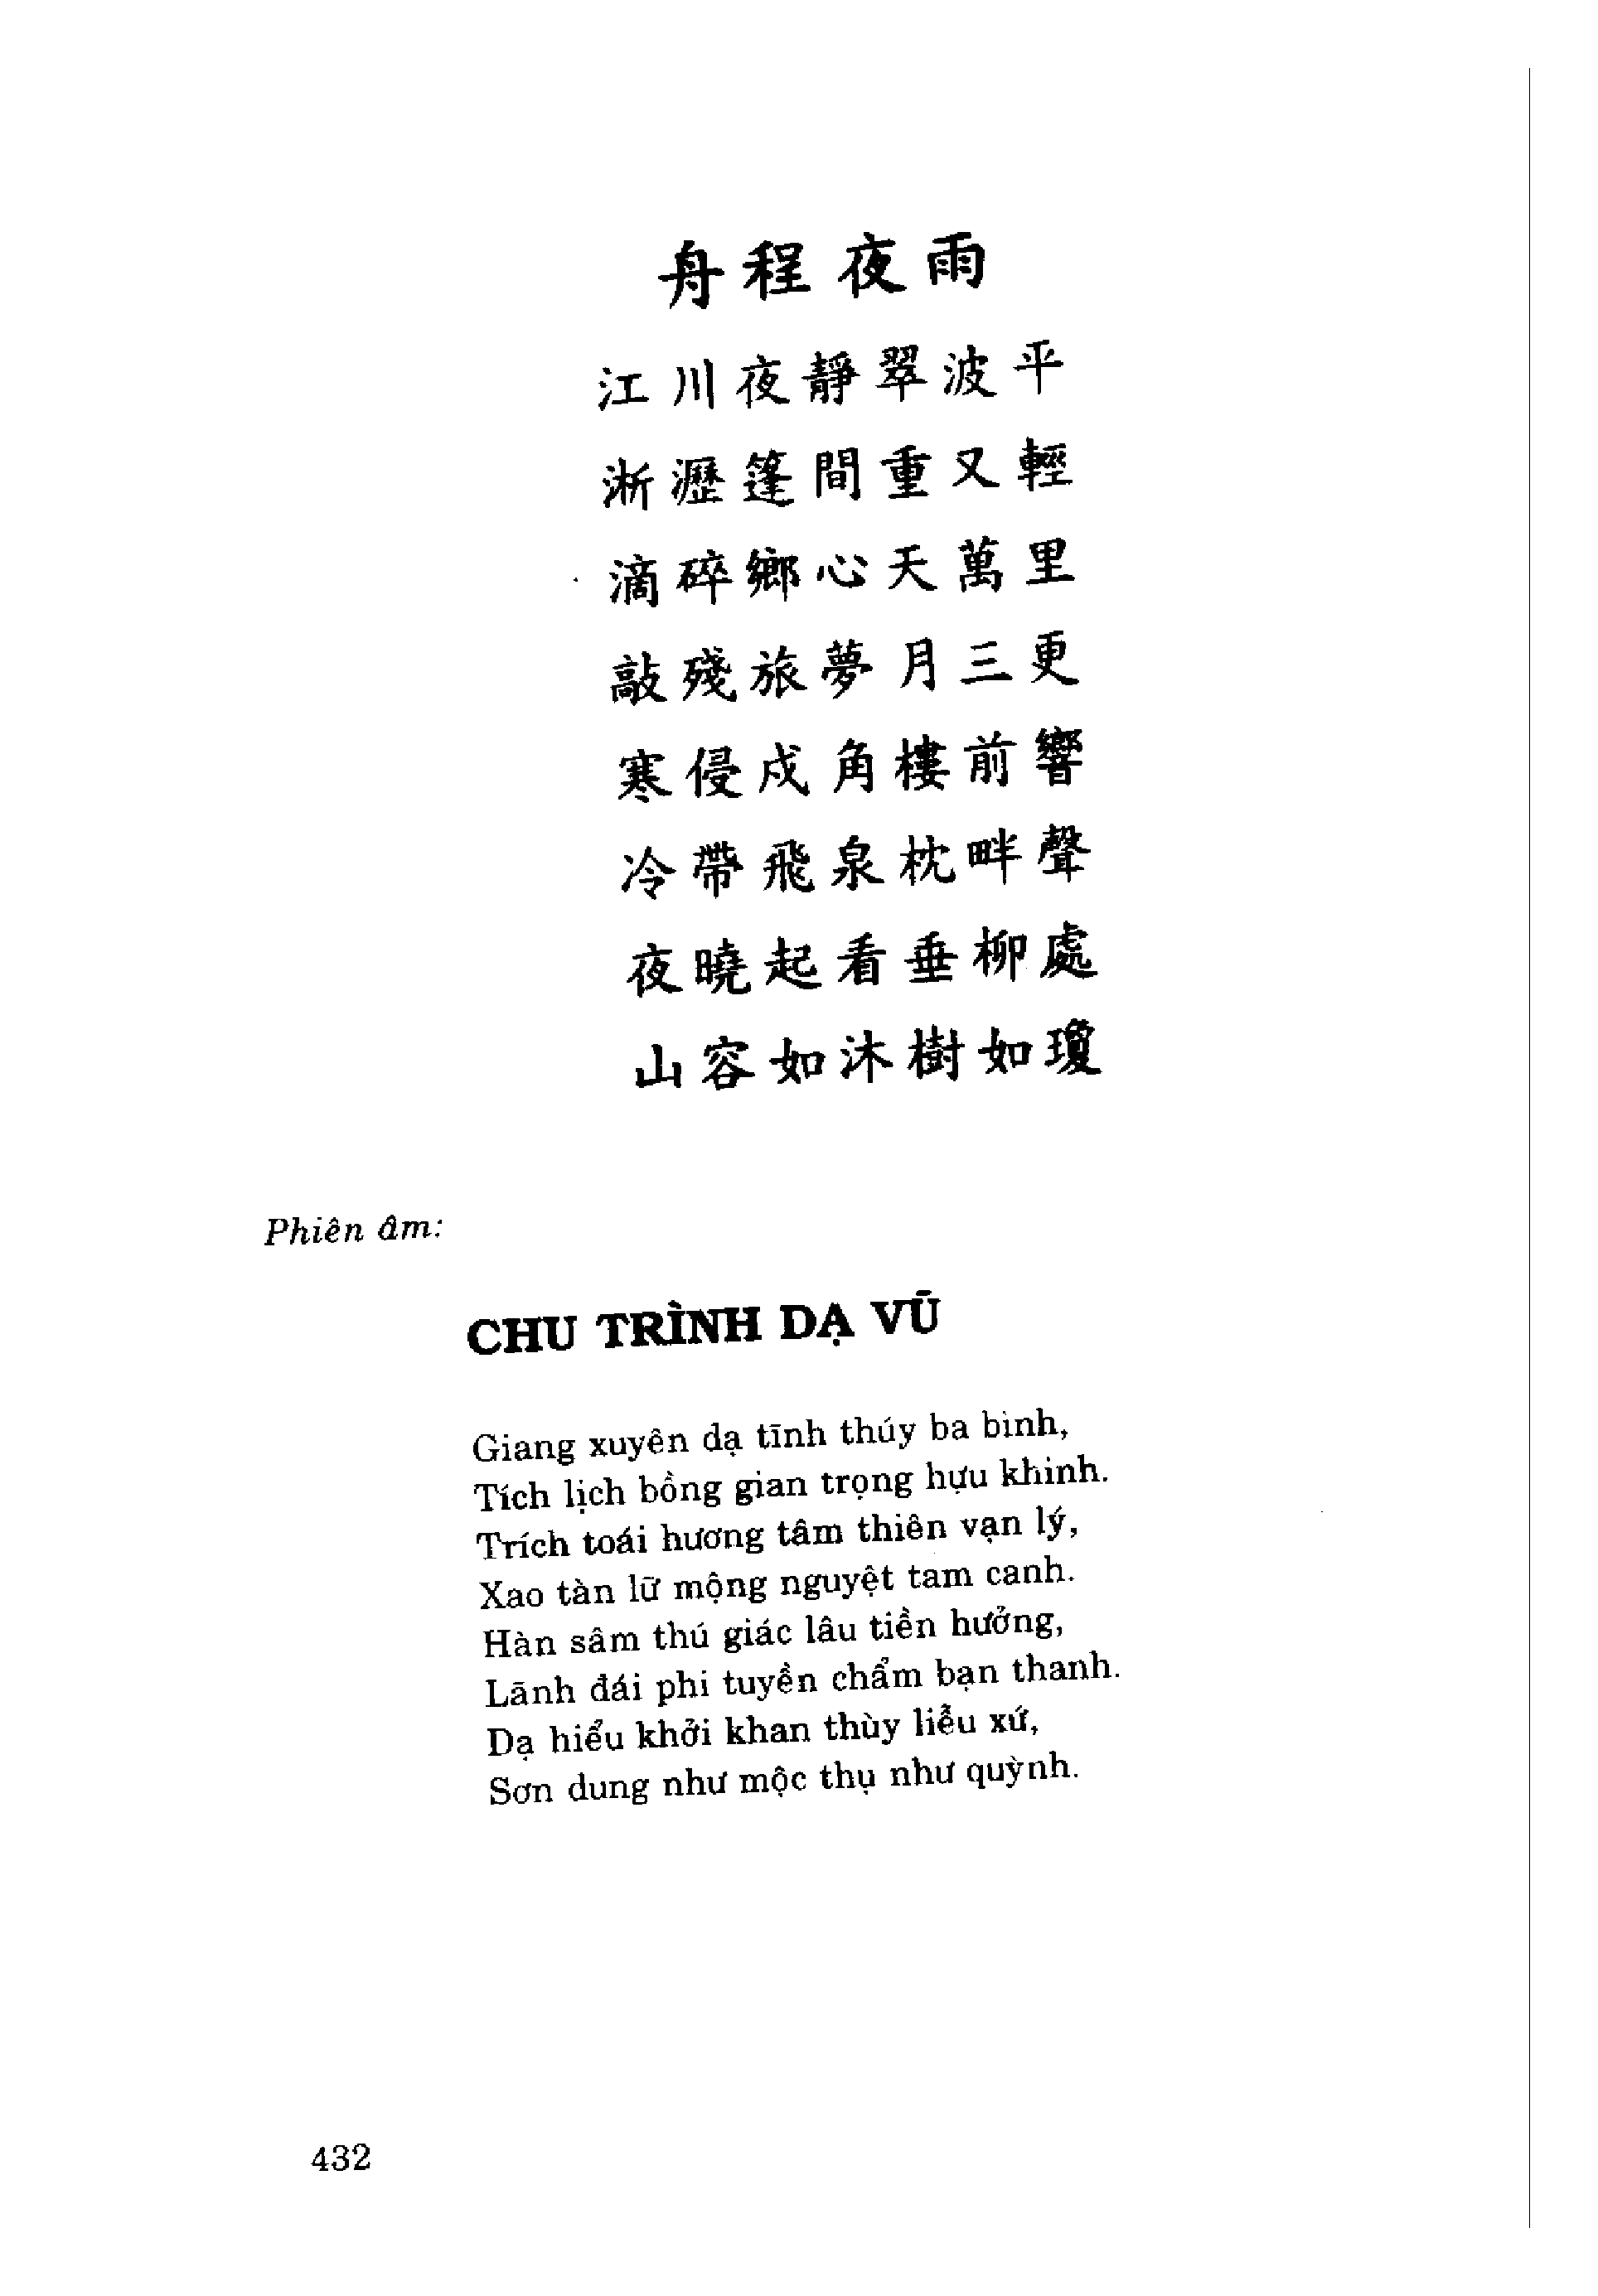 舟程夜雨
江川夜靜翠波平
淅瀝篷間重又輕
滴碎鄉心天萬里
敲殘旅夢月三更
寒侵戍角樓前響
冷帶飛泉枕畔聲
夜曉起看垂柳處
山容如沐樹如瓊
Phiên âm:
CHU TRÌNH DẠ VŨ
Giang xuyên dạ tĩnh thúy ba bình,
Tích lịch bồng gian trọng hựu khinh.
Trích toái hương tâm thiên vạn lý,
Xao tàn lữ mộng nguyệt tam canh.
Hàn sâm thú giác lâu tiền hưởng,
Lãnh đái phi tuyền chẩm bạn thanh.
Dạ hiểu khởi khan thùy liễu xứ,
Sơn dung như mộc thụ như quỳnh.
432